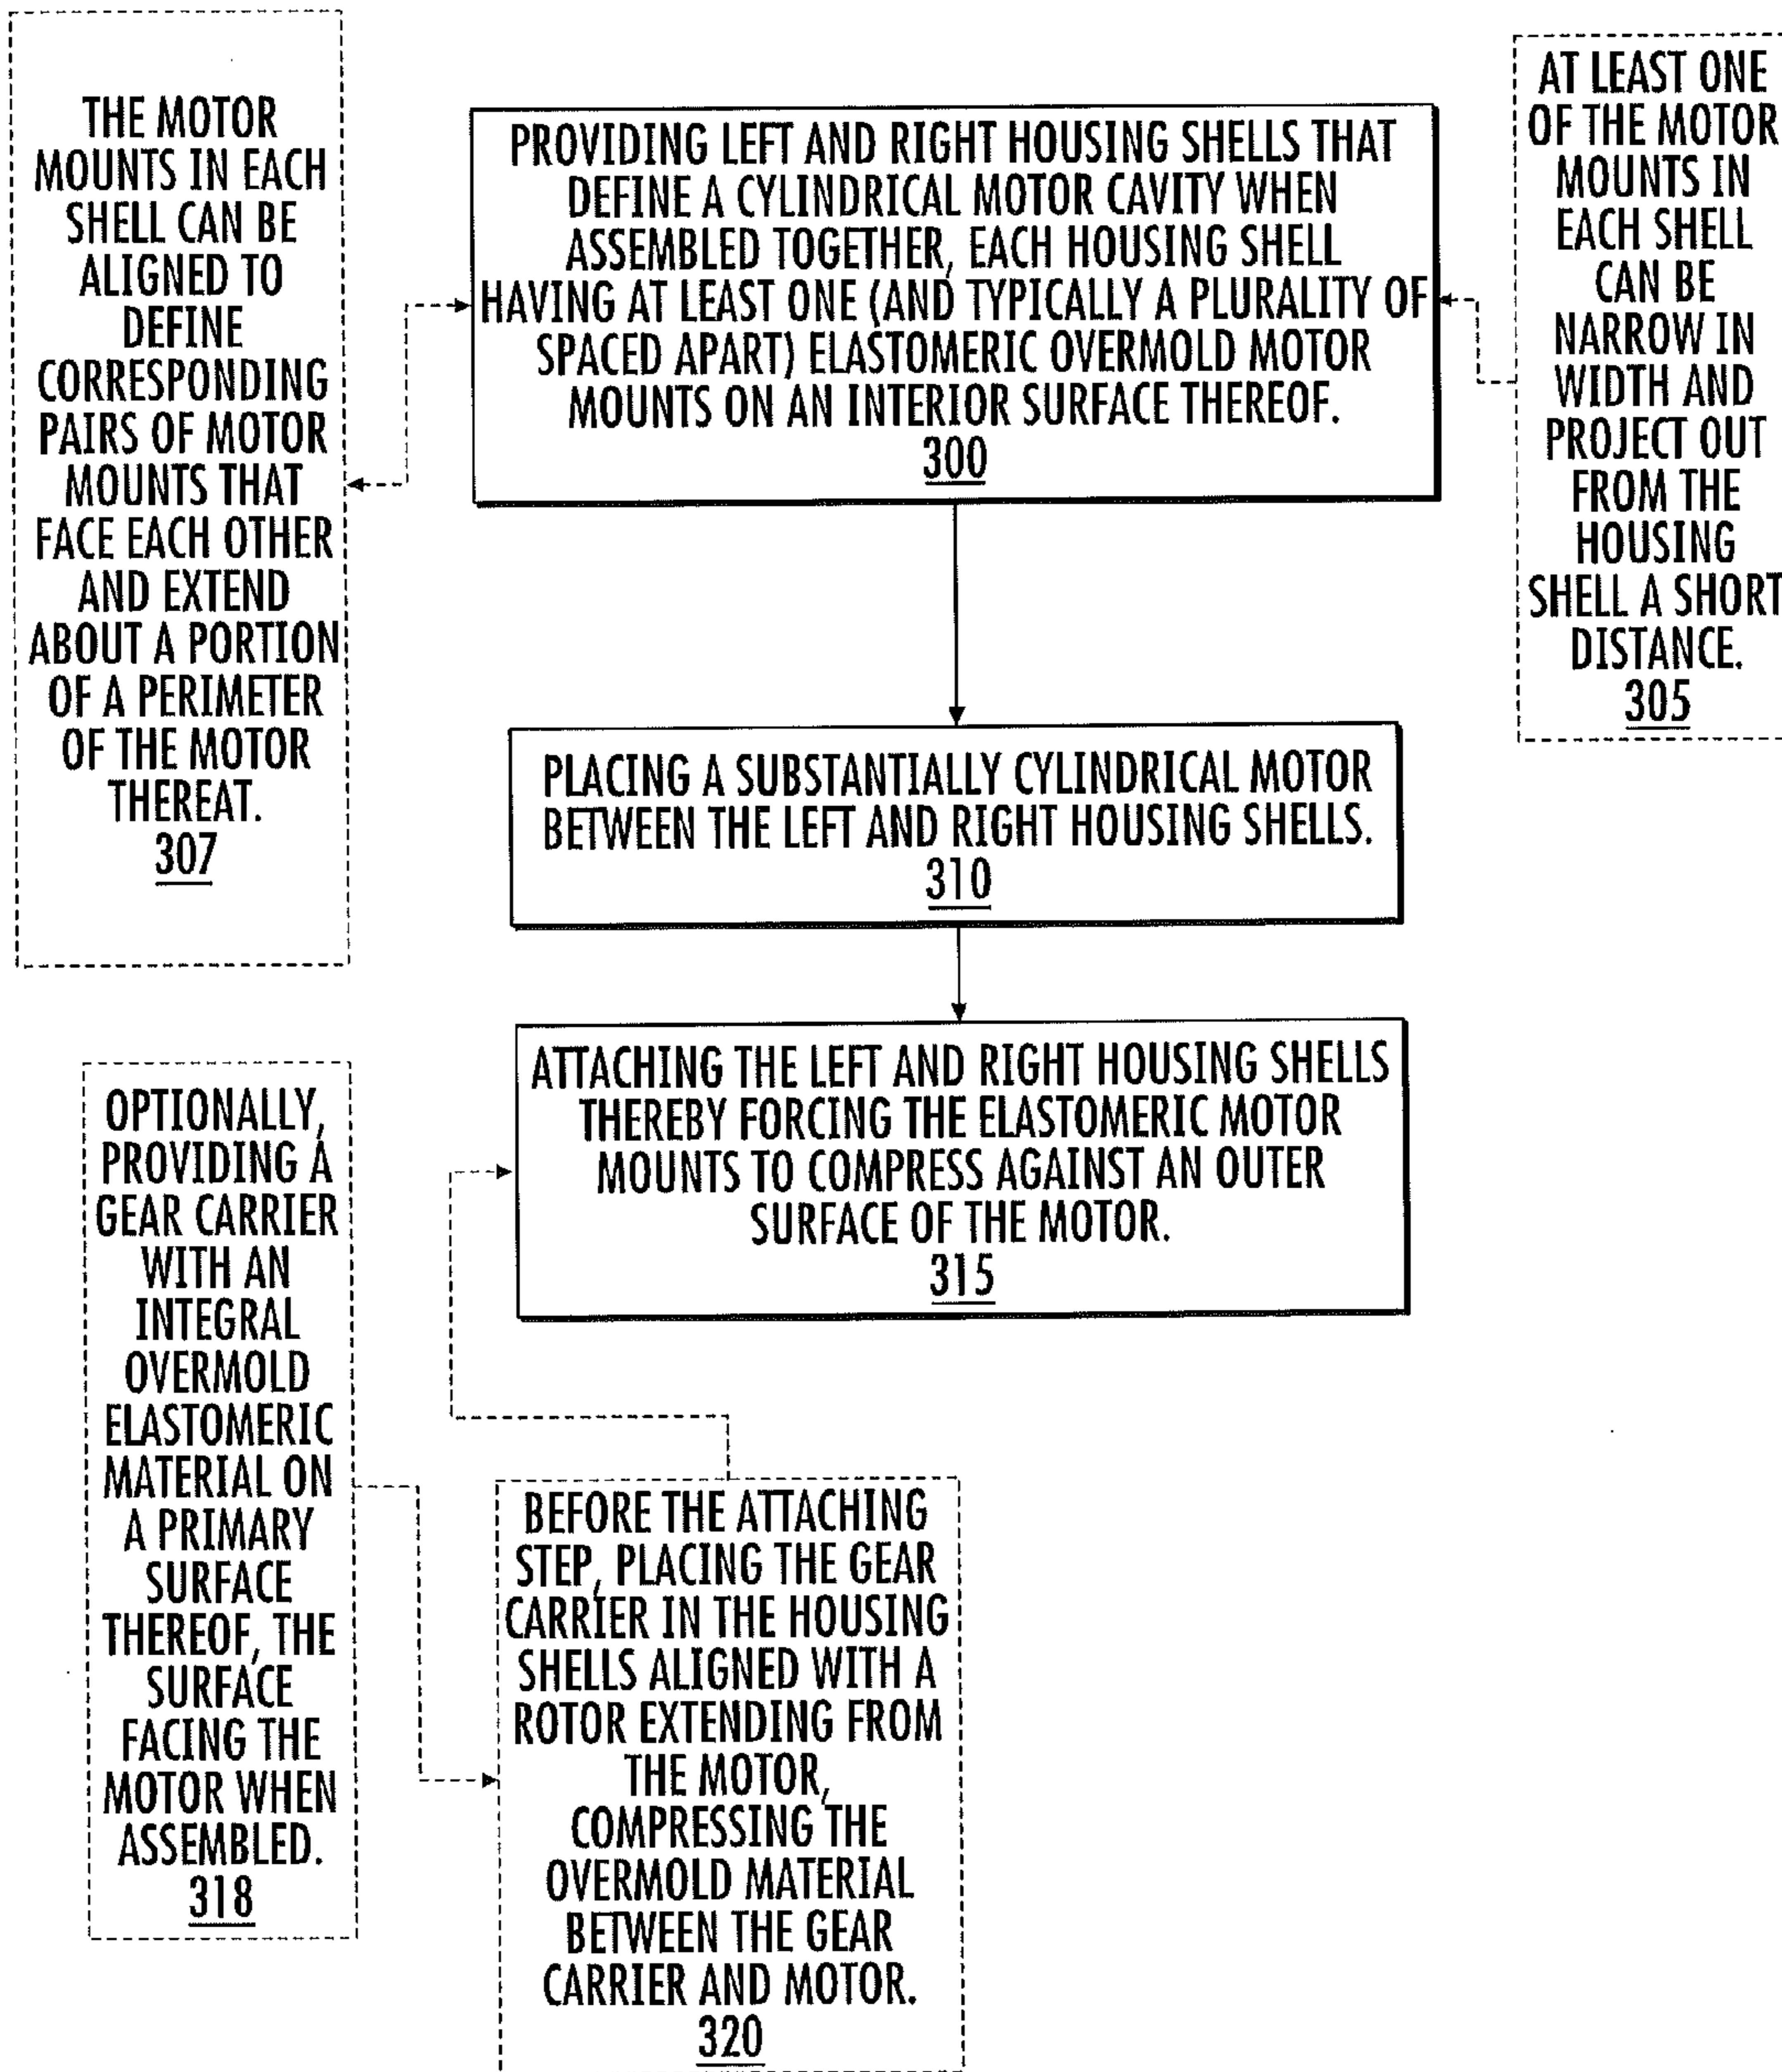 THE MOTOR
MOUNTS IN EACH
SHELL CAN BE
ALIGNED TO
DEFINE
CORRESPONDING
PAIRS OF MOTOR
MOUNTS THAT
FACE EACH OTHER
AND EXTEND
ABOUT A PORTION
OF A PERIMETER
OF THE MOTOR
THEREAT.
307
PROVIDING LEFT AND RIGHT HOUSING SHELLS THAT
DEFINE A CYLINDRICAL MOTOR CAVITY WHEN
ASSEMBLED TOGETHER, EACH HOUSING SHELL
HAVING AT LEAST ONE (AND TYPICALLY A PLURALITY OF
SPACED APART) ELASTOMERIC OVERMOLD MOTOR
MOUNTS ON AN INTERIOR SURFACE THEREOF.
300
AT LEAST ONE
OF THE MOTOR
MOUNTS IN
EACH SHELL
CAN BE
NARROW IN
WIDTH AND
PROJECT OUT
FROM THE
HOUSING
SHELL A SHORT
DISTANCE.
305
PLACING A SUBSTANTIALLY CYLINDRICAL MOTOR
BETWEEN THE LEFT AND RIGHT HOUSING SHELLS.
310
ATTACHING THE LEFT AND RIGHT HOUSING SHELLS
THEREBY FORCING THE ELASTOMERIC MOTOR
MOUNTS TO COMPRESS AGAINST AN OUTER
SURFACE OF THE MOTOR.
315
OPTIONALLY,
PROVIDING A
GEAR CARRIER
WITH AN
INTEGRAL
OVERMOLD
ELASTOMERIC
MATERIAL ON
A PRIMARY
SURFACE
THEREOF, THE
SURFACE
FACING THE
MOTOR WHEN
ASSEMBLED.
318
BEFORE THE ATTACHING
STEP, PLACING THE GEAR
CARRIER IN THE HOUSING
SHELLS ALIGNED WITH A
ROTOR EXTENDING FROM
THE MOTOR,
COMPRESSING THE
OVERMOLD MATERIAL
BETWEEN THE GEAR
CARRIER AND MOTOR.
320